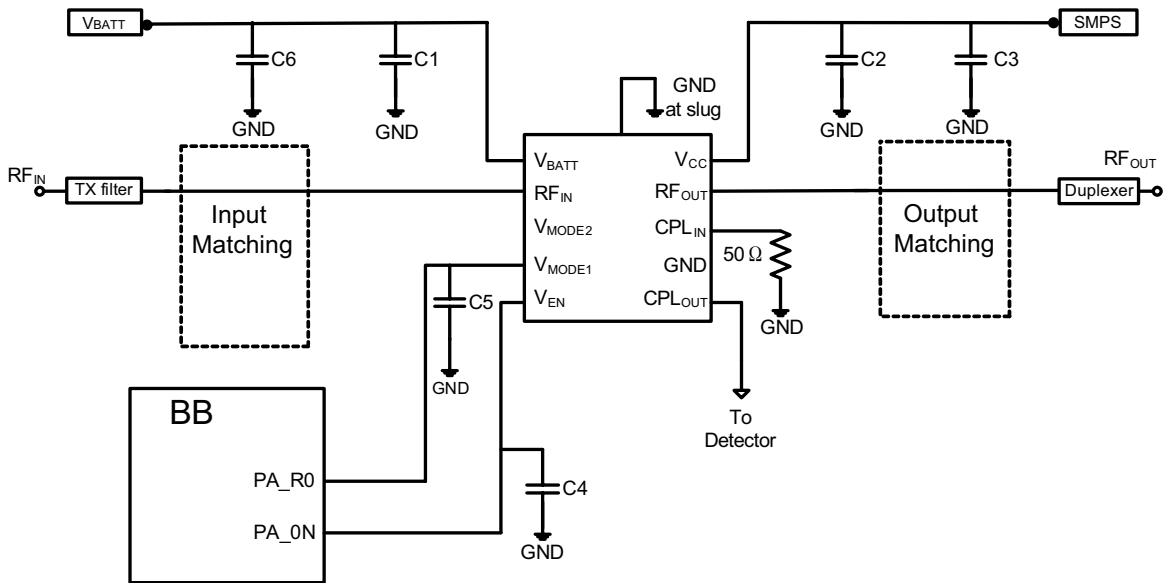 VBATT
SMPS
C6
C1
C2
C3
GND
at slug
GND
GND
GND
GND
VBATT
VCC
RFIN
TX filter
RFIN
RFOUT
Duplexer
RFOUT
Input
Matching
Output
Matching
VMODE2
CPLIN
50 Ω
VMODE1
GND
C5
VEN
CPLOUT
GND
GND
BB
To
Detector
PA_R0
C4
PA_0N
GND